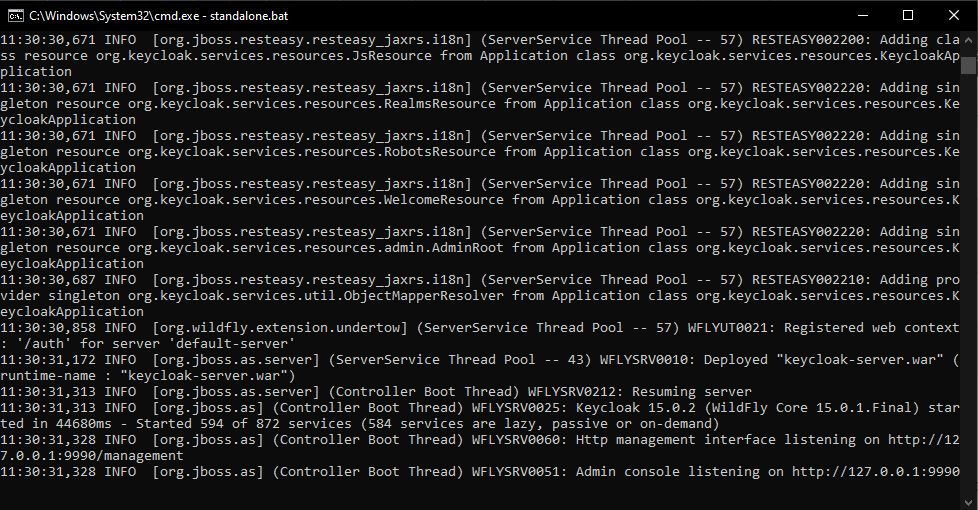 C:\Windows\System32\cmd.exe - standalone.bat
11:30:30,671 INFO  [org.jboss.resteasy.resteasy_jaxrs.i18n] (ServerService Thread Pool -- 57) RESTEASY002200: Adding cla
ss resource org.keycloak.services.resources.JsResource from Application class org.keycloak.services.resources.KeycloakAp
plication
11:30:30,671 INFO  [org.jboss.resteasy.resteasy_jaxrs.i18n] (ServerService Thread Pool -- 57) RESTEASY002220: Adding sin
gleton resource org.keycloak.services.resources.RealmsResource from Application class org.keycloak.services.resources.Ke
ycloakApplication
11:30:30,671 INFO  [org.jboss.resteasy.resteasy_jaxrs.i18n] (ServerService Thread Pool -- 57) RESTEASY002220: Adding sin
gleton resource org.keycloak.services.resources.RobotsResource from Application class org.keycloak.services.resources.Ke
ycloakApplication
11:30:30,671 INFO  [org.jboss.resteasy.resteasy_jaxrs.i18n] (ServerService Thread Pool -- 57) RESTEASY002220: Adding sin
gleton resource org.keycloak.services.resources.WelcomeResource from Application class org.keycloak.services.resources.K
eycloakApplication
11:30:30,671 INFO  [org.jboss.resteasy.resteasy_jaxrs.i18n] (ServerService Thread Pool -- 57) RESTEASY002220: Adding sin
gleton resource org.keycloak.services.resources.admin.AdminRoot from Application class org.keycloak.services.resources.K
eycloakApplication
11:30:30,687 INFO  [org.jboss.resteasy.resteasy_jaxrs.i18n] (ServerService Thread Pool -- 57) RESTEASY002210: Adding pro
vider singleton org.keycloak.services.util.ObjectMapperResolver from Application class org.keycloak.services.resources.K
eycloakApplication
11:30:30,858 INFO  [org.wildfly.extension.undertow] (ServerService Thread Pool -- 57) WFLYUT0021: Registered web context
: '/auth' for server 'default-server'
11:30:31,172 INFO  [org.jboss.as.server] (ServerService Thread Pool -- 43) WFLYSRV0010: Deployed "keycloak-server.war" (
runtime-name : "keycloak-server.war")
11:30:31,313 INFO  [org.jboss.as.server] (Controller Boot Thread) WFLYSRV0212: Resuming server
11:30:31,313 INFO  [org.jboss.as] (Controller Boot Thread) WFLYSRV0025: Keycloak 15.0.2 (WildFly Core 15.0.1.Final) star
ted in 44680ms - Started 594 of 872 services (584 services are lazy, passive or on-demand)
11:30:31,328 INFO  [org.jboss.as] (Controller Boot Thread) WFLYSRV0060: Http management interface listening on http://12
7.0.0.1:9990/management
11:30:31,328 INFO  [org.jboss.as] (Controller Boot Thread) WFLYSRV0051: Admin console listening on http://127.0.0.1:9990